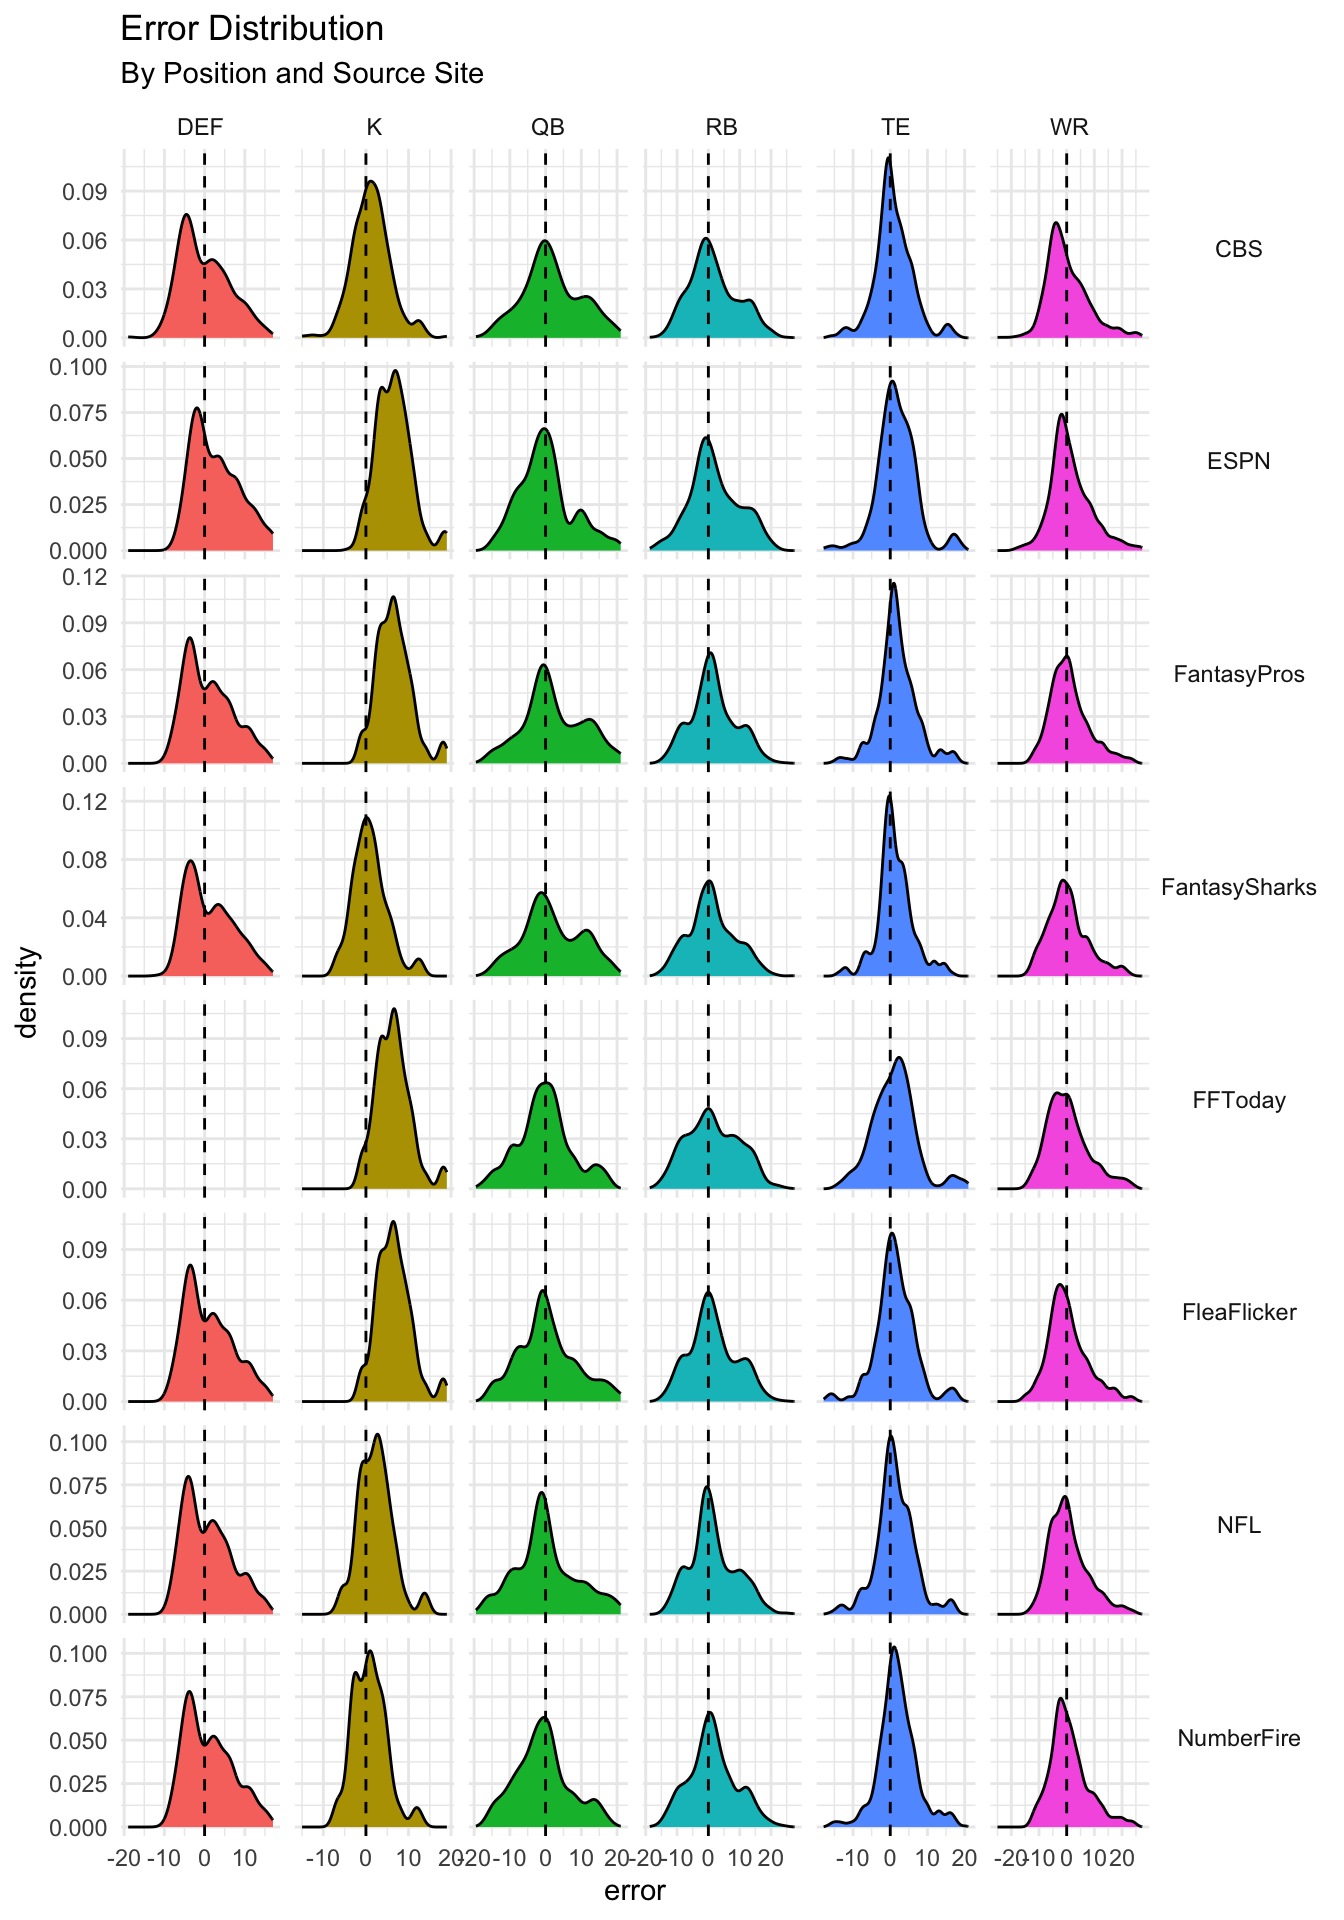 Error Distribution
By Position and Source Site
DEF K QB RB TE WR
0.09
0.06
0.03
0.00
CBS
0.100
0.075
0.050
0.025
0.000
ESPN
0.12
0.09
0.06
0.03
0.00
FantasyPros
0.12
0.08
0.04
0.00
FantasySharks
density
0.09
0.06
0.03
0.00
FFToday
0.09
0.06
0.03
0.00
FleaFlicker
0.100
0.075
0.050
0.025
0.000
NFL
0.100
0.075
0.050
0.025
0.000
NumberFire
-20 -10 0 10 -10 0 10 20 -20 -10 0 10 20 -20 -10 0 10 20 -10 0 10 20 -20 -10 0 10 20
error